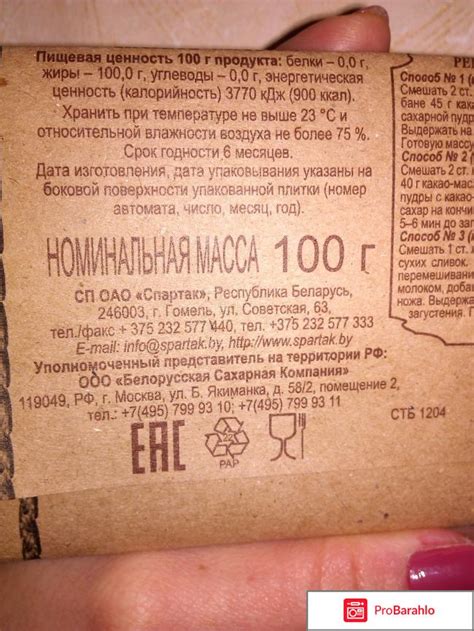 Пищевая ценность 100 г продукта: белки – 0,0 г,
жиры – 100,0 г, углеводы – 0,0 г, энергетическая
ценность (калорийность) 3770 кДж (900 ккал).
Хранить при температуре не выше 23 °С и
относительной влажности воздуха не более 75 %.
Срок годности 6 месяцев.
Дата изготовления, дата упаковывания указаны на
боковой поверхности упакованной плитки (номер
автомата, число, месяц, год).
НОМИНАЛЬНАЯ МАССА 100 г
СП ОАО «Спартак», Республика Беларусь,
246003, г. Гомель, ул. Советская, 63,
тел./факс + 375 232 577 440, тел. +375 232 577 333
E-mail: info@spartak.by, http://www.spartak.by
Уполномоченный представитель на территории РФ:
ООО «Белорусская Сахарная Компания»
119049, РФ, г. Москва, ул. Б. Якиманка, д. 58/2, помещение 2,
тел.: +7(495) 799 93 10; +7(495) 799 93 11
СТБ 1204
EAC
PAP
РЕ
Способ № 1 (
Смешать 2 ст.
бане 45 г кака
сахарной пудр
Выдержать на
Готовую массу
Способ № 2
Смешать 2 ст.
40 г какао-мас
пудры с какао-
сахар на кончи
5–6 мин до за
Способ № 3 (
Смешать 1 ст.
сухих сливок.
перемешивани
молоком, доба
ножа. Выдержа
загустения. Г
ProBarahlo